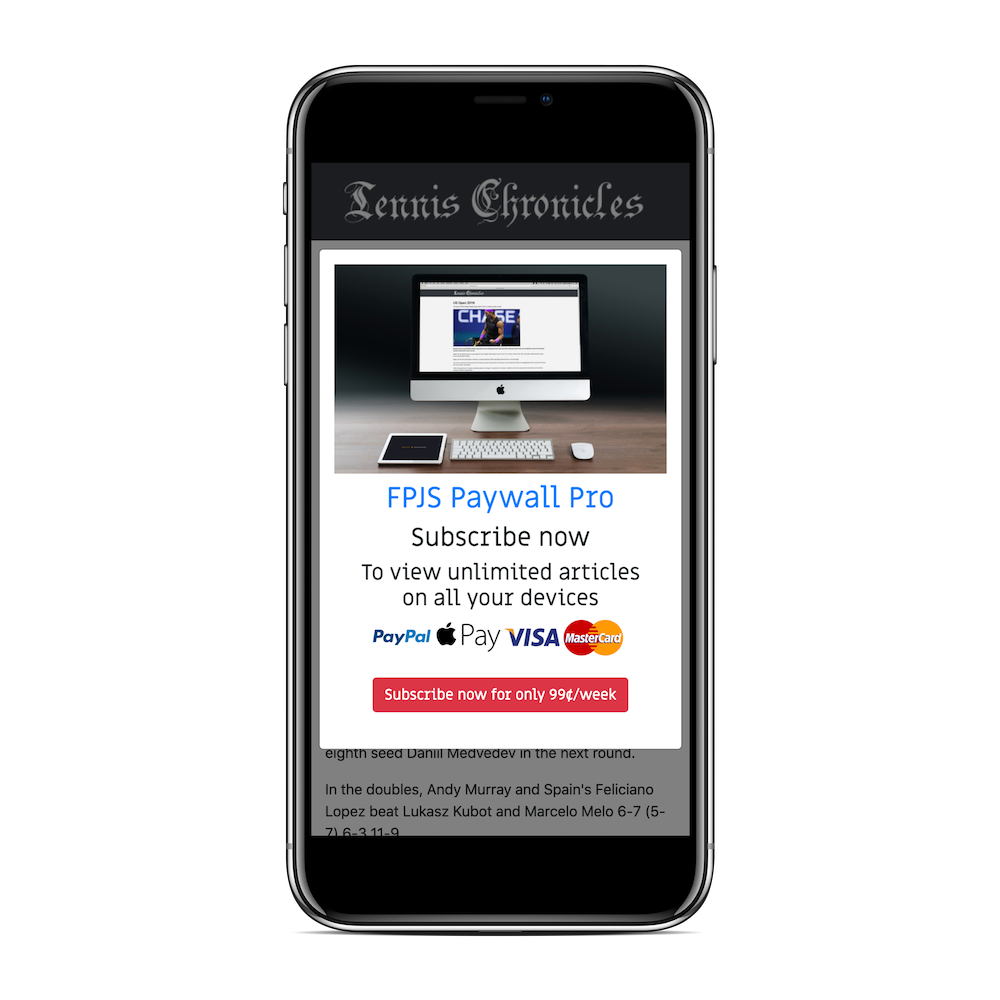 Tennis Chronicles
Tennis Chronicles
US Open 2019
CHASE
FPJS Paywall Pro
Subscribe now
To view unlimited articles
on all your devices
PayPal Pay VISA MasterCard
Subscribe now for only 99¢/week
eighth seed Daniil Medvedev in the next round.
In the doubles, Andy Murray and Spain's Feliciano
Lopez beat Lukasz Kubot and Marcelo Melo 6-7 (5-
7) 6-3 11-9